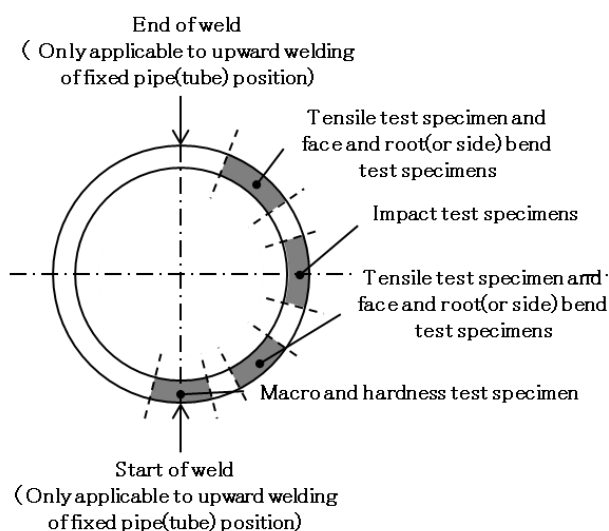 End of weld
( Only applicable to upward welding
of fixed pipe(tube) position)
Tensile test specimen and
face and root(or side) bend
test specimens
Impact test specimens
Tensile test specimen and
face and root(or side) bend
test specimens
Macro and hardness test specimen
Start of weld
(Only applicable to upward welding
of fixed pipe(tube) position)